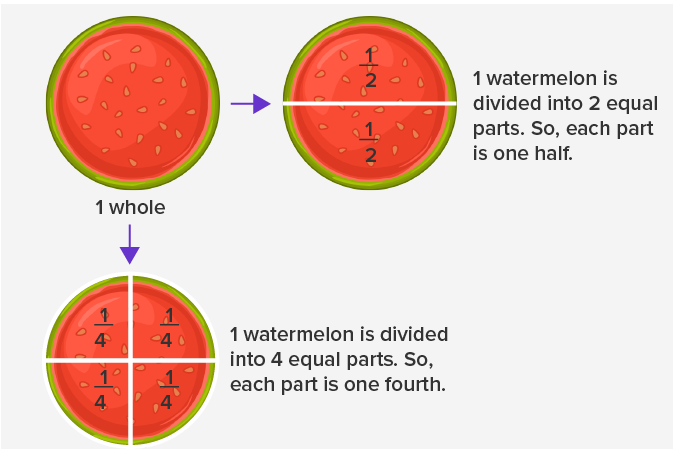 1
2
1
2
1 watermelon is
divided into 2 equal
parts. So, each part
is one half.
1 whole
1
4
1
4
1
4
1
4
1 watermelon is divided
into 4 equal parts. So,
each part is one fourth.